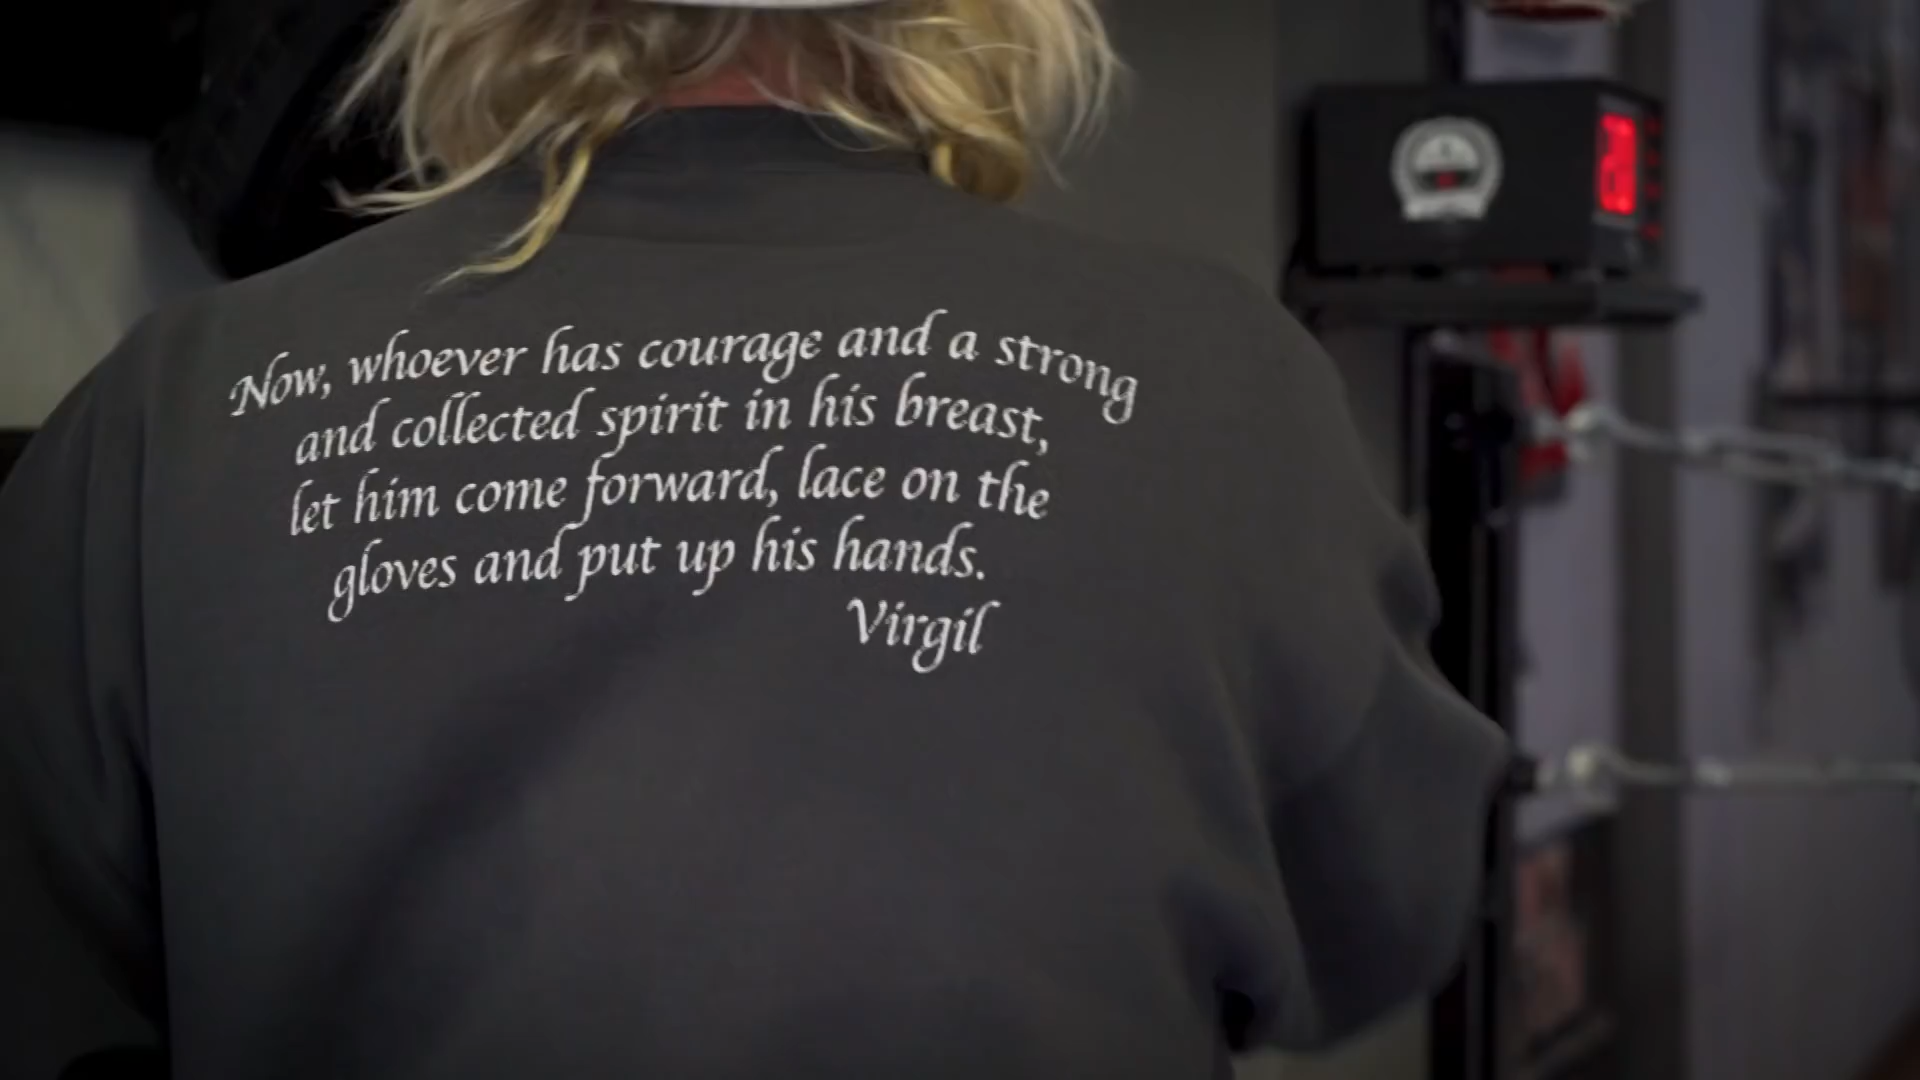 Now, whoever has courage and a strong
and collected spirit in his breast,
let him come forward, lace on the
gloves and put up his hands.
Virgil